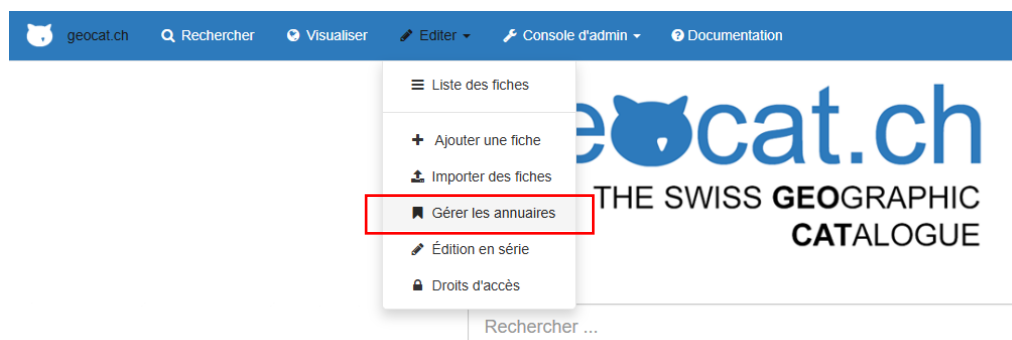 geocat.ch Rechercher Visualiser Editer Console d'admin Documentation
Liste des fiches
Ajouter une fiche
Importer des fiches
Gérer les annuaires
Édition en série
Droits d'accès
e cat.ch
THE SWISS GEOGRAPHIC
CATALOGUE
Rechercher ...